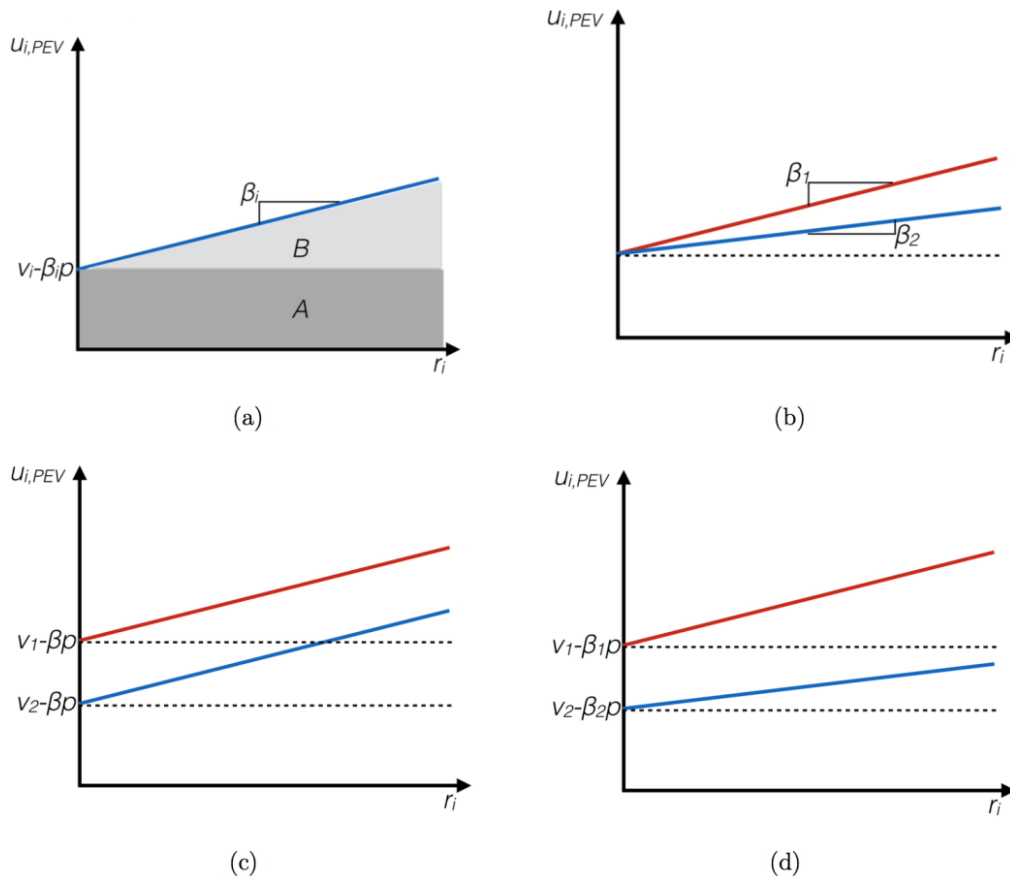 u_{i,PEV}
β_i
B
v_i-β_ip
A
r_i
(a)
u_{i,PEV}
β_1
β_2
r_i
(b)
u_{i,PEV}
v_1-βp
v_2-βp
r_i
(c)
u_{i,PEV}
v_1-β_1p
v_2-β_2p
r_i
(d)